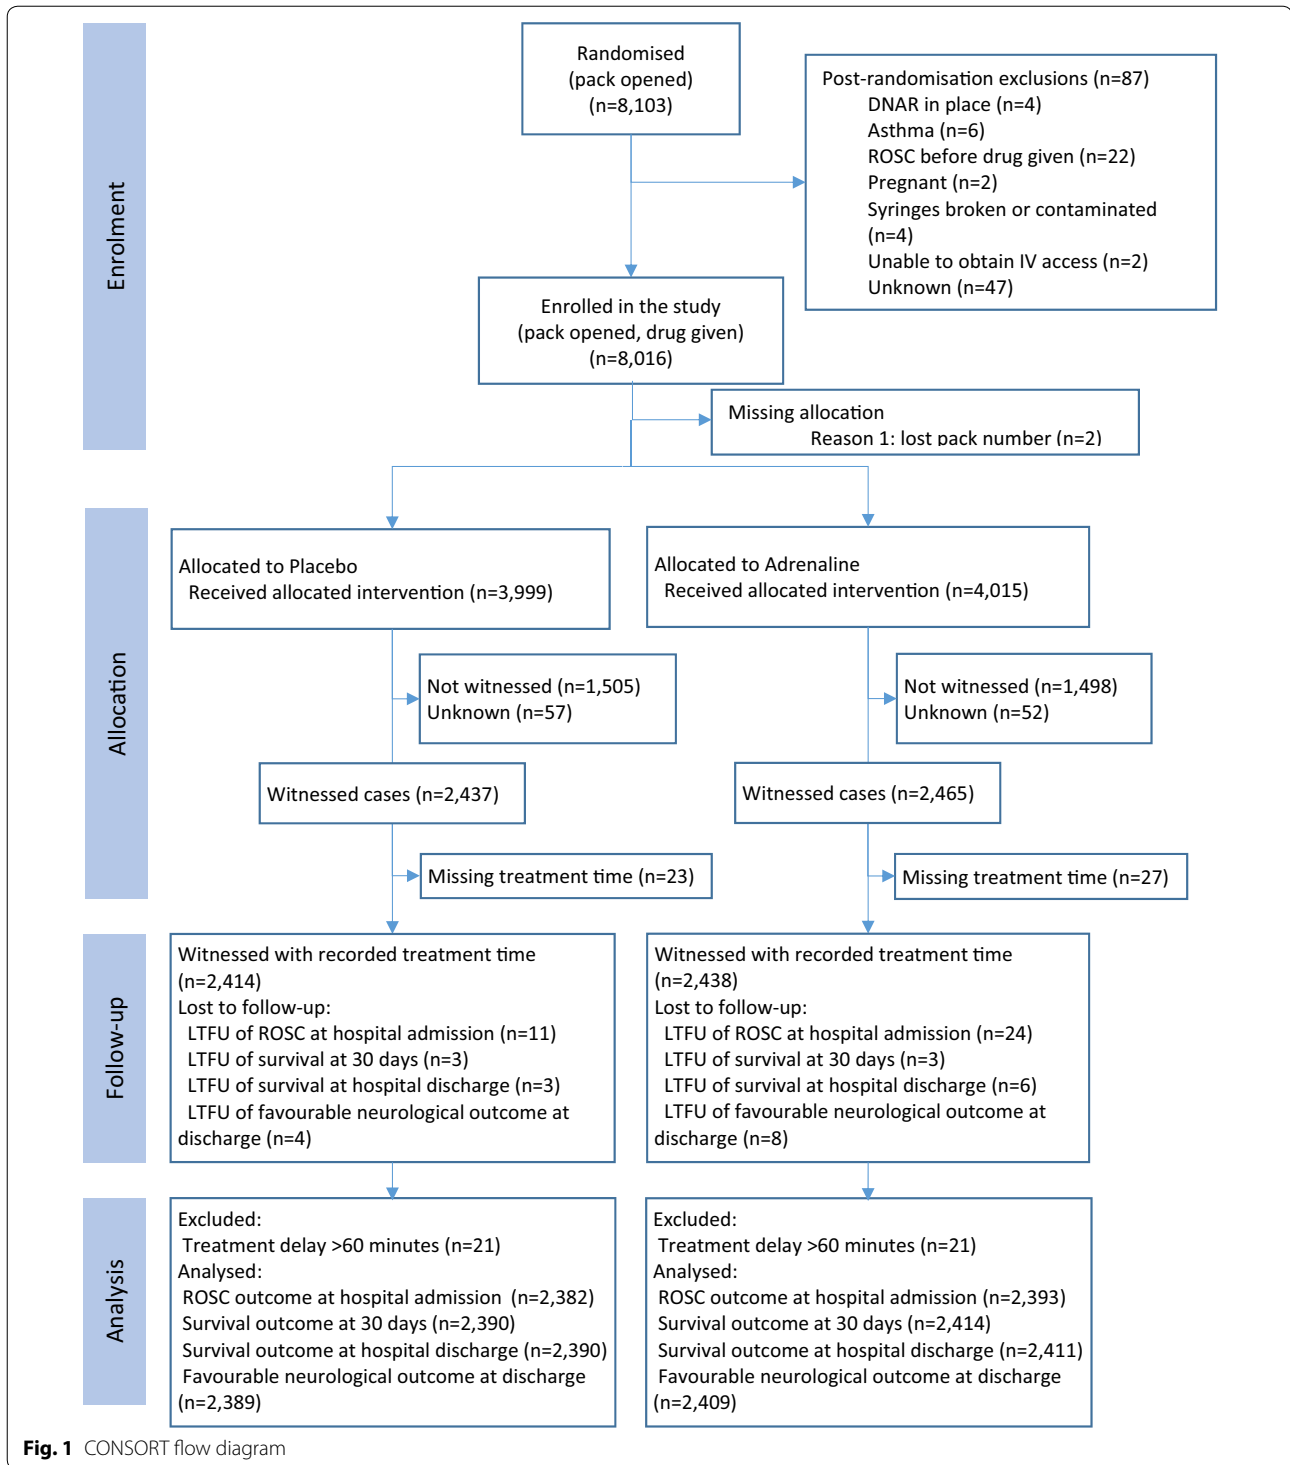 Enrolment
Randomised
(pack opened)
(n=8,103)
Post-randomisation exclusions (n=87)
DNAR in place (n=4)
Asthma (n=6)
ROSC before drug given (n=22)
Pregnant (n=2)
Syringes broken or contaminated
(n=4)
Unable to obtain IV access (n=2)
Unknown (n=47)
Enrolled in the study
(pack opened, drug given)
(n=8,016)
Missing allocation
Reason 1: lost pack number (n=2)
Allocation
Allocated to Placebo
Received allocated intervention (n=3,999)
Allocated to Adrenaline
Received allocated intervention (n=4,015)
Not witnessed (n=1,505)
Unknown (n=57)
Not witnessed (n=1,498)
Unknown (n=52)
Witnessed cases (n=2,437)
Witnessed cases (n=2,465)
Missing treatment time (n=23)
Missing treatment time (n=27)
Follow-up
Witnessed with recorded treatment time
(n=2,414)
Lost to follow-up:
LTFU of ROSC at hospital admission (n=11)
LTFU of survival at 30 days (n=3)
LTFU of survival at hospital discharge (n=3)
LTFU of favourable neurological outcome at
discharge (n=4)
Witnessed with recorded treatment time
(n=2,438)
Lost to follow-up:
LTFU of ROSC at hospital admission (n=24)
LTFU of survival at 30 days (n=3)
LTFU of survival at hospital discharge (n=6)
LTFU of favourable neurological outcome at
discharge (n=8)
Analysis
Excluded:
Treatment delay >60 minutes (n=21)
Analysed:
ROSC outcome at hospital admission (n=2,382)
Survival outcome at 30 days (n=2,390)
Survival outcome at hospital discharge (n=2,390)
Favourable neurological outcome at discharge
(n=2,389)
Excluded:
Treatment delay >60 minutes (n=21)
Analysed:
ROSC outcome at hospital admission (n=2,393)
Survival outcome at 30 days (n=2,414)
Survival outcome at hospital discharge (n=2,411)
Favourable neurological outcome at discharge
(n=2,409)
Fig. 1 CONSORT flow diagram